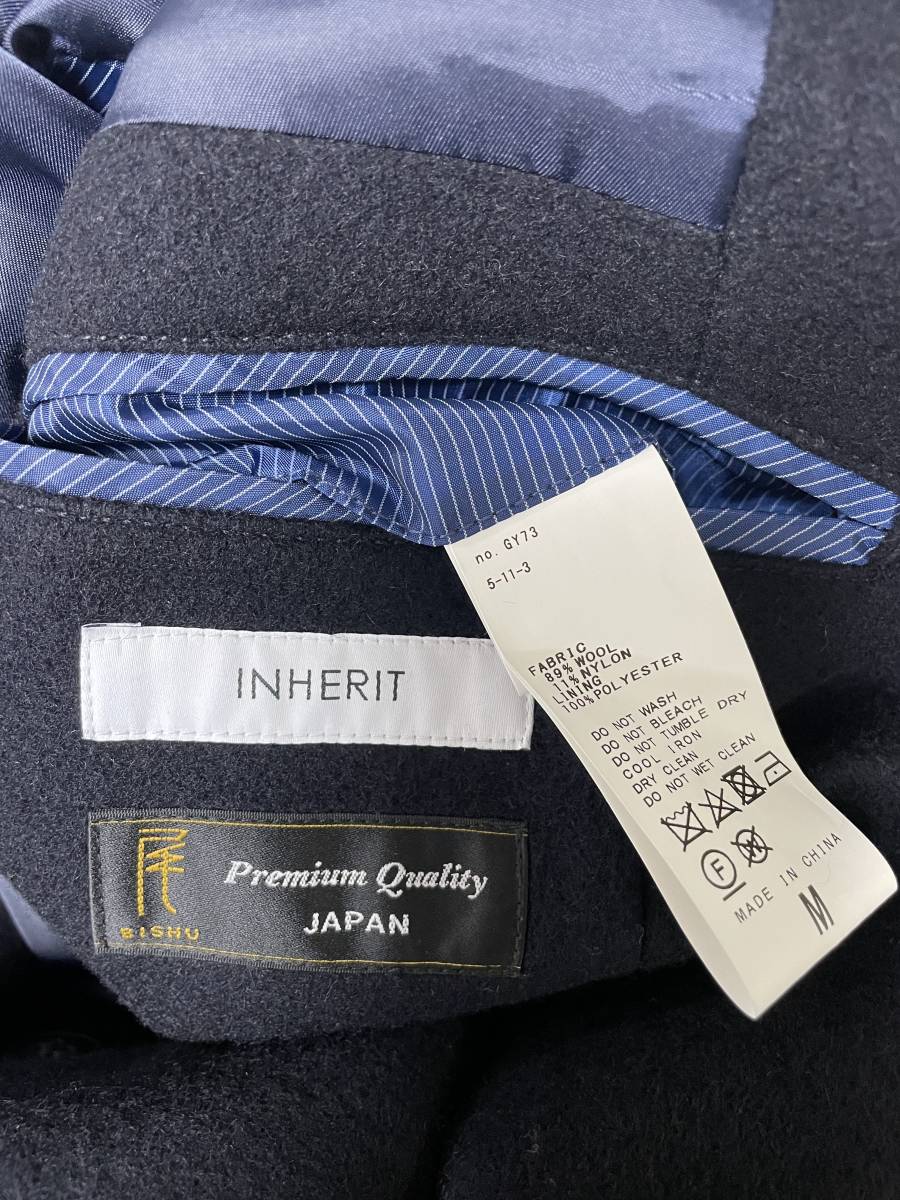 no. GY73
5-11-3
FABRIC
89% WOOL
11% NYLON
LINING
100% POLYESTER
DO NOT WASH
DO NOT BLEACH
DO NOT TUMBLE DRY
COOL IRON
DRY CLEAN
DO NOT WET CLEAN
F
W
MADE IN CHINA
M
INHERIT
尾州
BISHU
Premium Quality
JAPAN